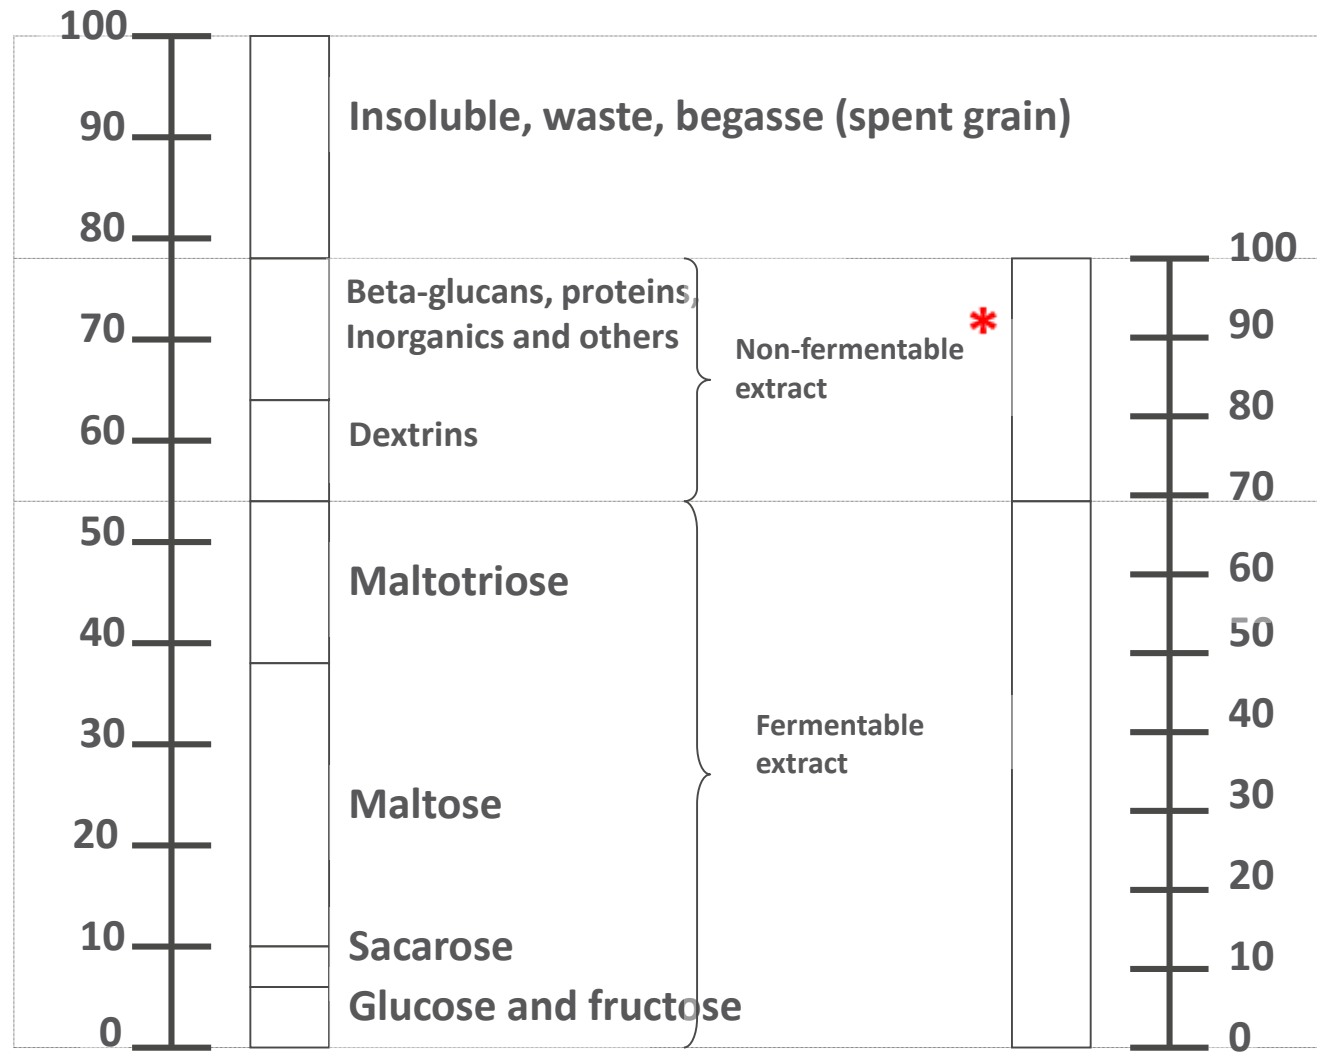 100
90
80
70
60
50
40
30
20
10
0
Insoluble, waste, begasse (spent grain)
Beta-glucans, proteins,
Inorganics and others
Dextrins
Maltotriose
Maltose
Sacarose
Glucose and fructose
Non-fermentable *
extract
Fermentable
extract
100
90
80
70
60
50
40
30
20
10
0